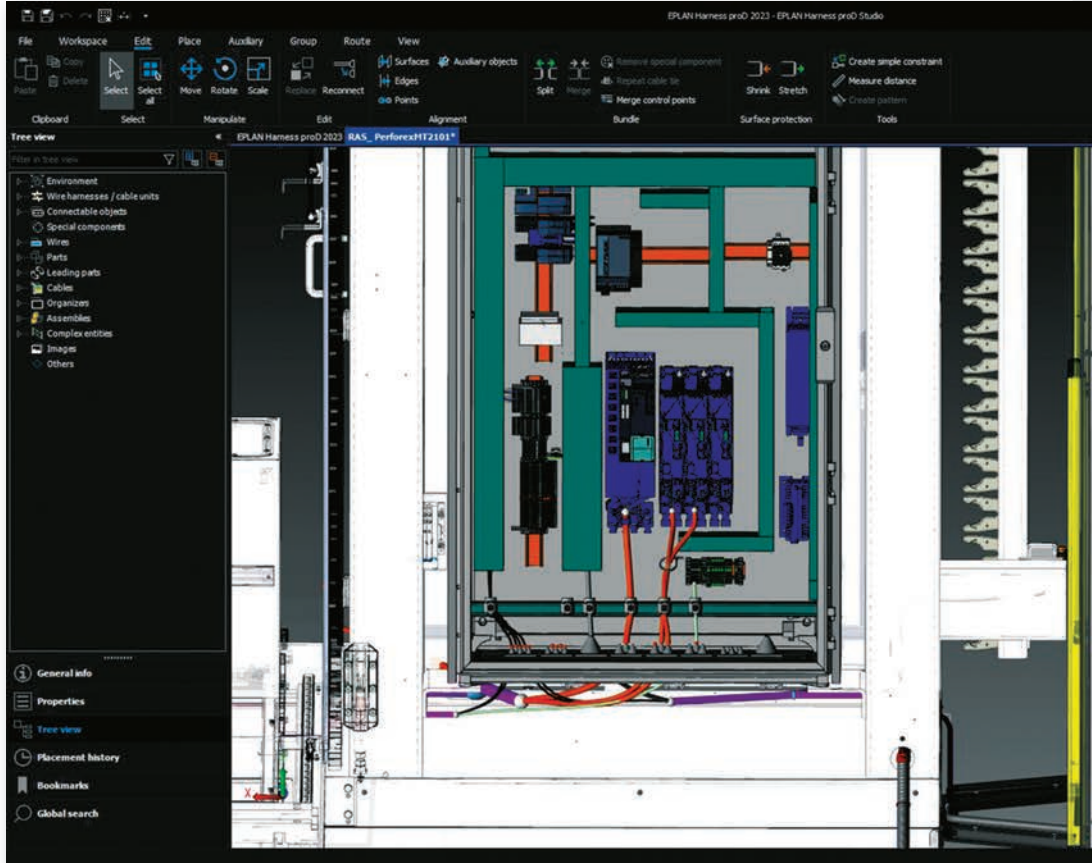 EPLAN Harness proD 2023 - EPLAN Harness proD Studio
File Workspace Edit Place Auxiliary Group Route View
Paste
Copy
Delete
Clipboard
Select
Select all
Select
Move
Rotate
Scale
Manipulate
Replace
Reconnect
Edit
Surfaces
Edges
Points
Auxiliary objects
Alignment
Split
Merge
Remove special component
Repeat cable tie
Merge control points
Bundle
Shrink
Stretch
Surface protection
Create simple constraint
Measure distance
Create pattern
Tools
Tree view
EPLAN Harness proD 2023
RAS_ PerforexMT2101*
Filter in tree view
Environment
Wire harnesses / cable units
Connectable objects
Special components
Wires
Parts
Leading parts
Cables
Organizers
Assemblies
Complex entities
Images
Others
General info
Properties
Tree view
Placement history
Bookmarks
Global search
X